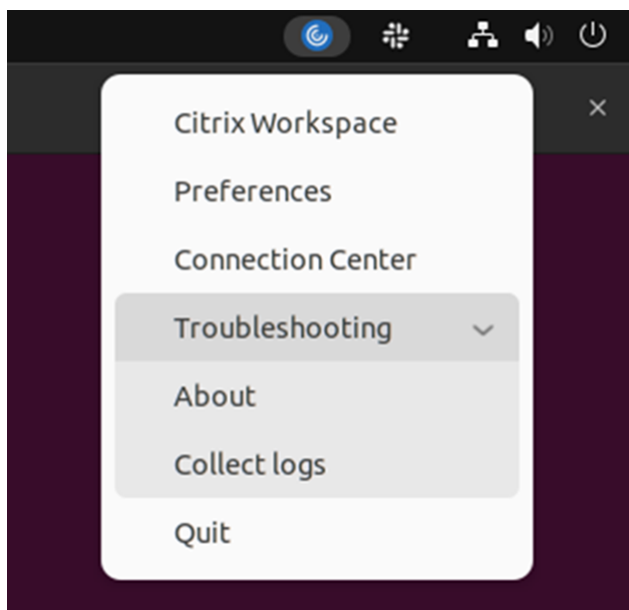 Citrix Workspace
Preferences
Connection Center
Troubleshooting
About
Collect logs
Quit